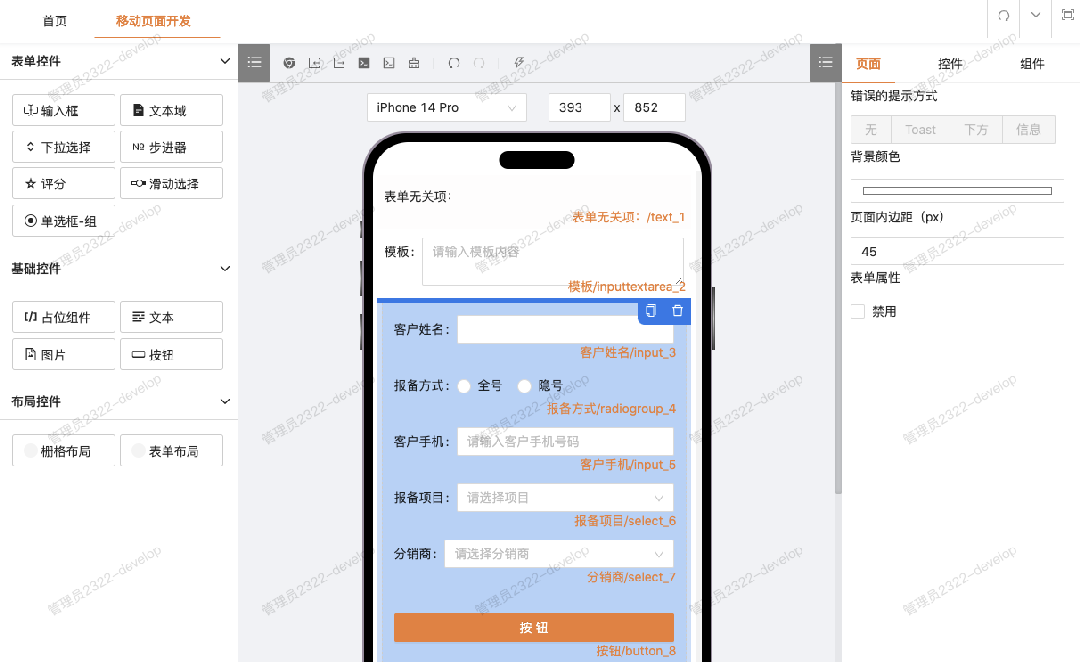 首页
移动页面开发
表单控件
输入框
文本域
下拉选择
步进器
评分
滑动选择
单选框-组
基础控件
占位组件
文本
图片
按钮
布局控件
栅格布局
表单布局
iPhone 14 Pro
393 x 852
表单无关项：
表单无关项：/text_1
模板：
请输入模板内容
模板/inputtextarea_2
客户姓名：
客户姓名/input_3
报备方式：
全号
隐号
报备方式/radiogroup_4
客户手机：
请输入客户手机号码
客户手机/input_5
报备项目：
请选择项目
报备项目/select_6
分销商：
请选择分销商
分销商/select_7
按 钮
按钮/button_8
页面
控件
组件
错误的提示方式
无
Toast
下方
信息
背景颜色
页面内边距（px）
45
表单属性
禁用
管理员2322-develop